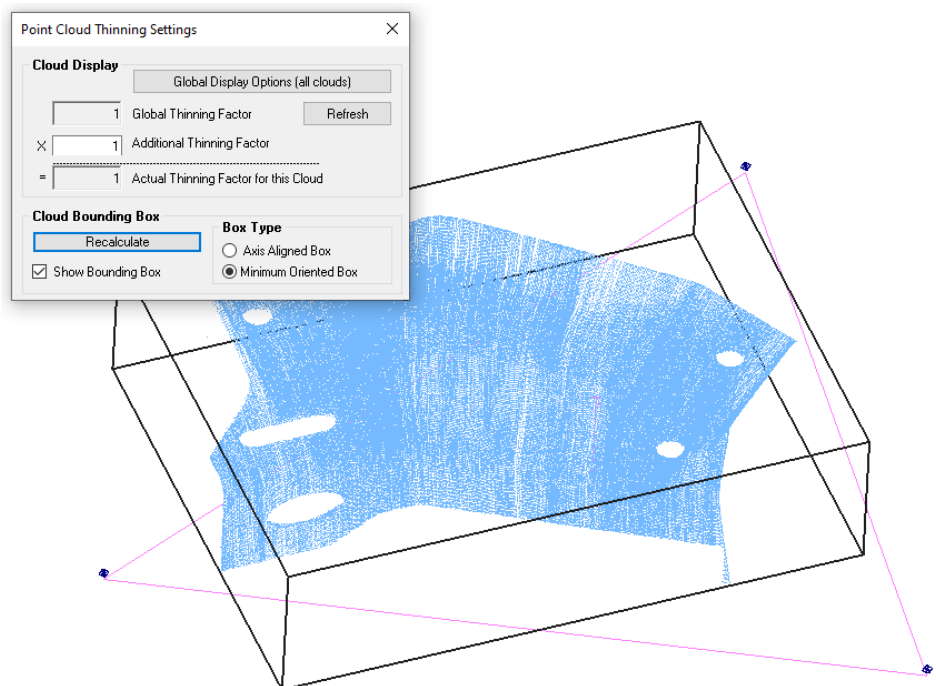 Point Cloud Thinning Settings
Cloud Display
Global Display Options (all clouds)
1 Global Thinning Factor Refresh
X 1 Additional Thinning Factor
= 1 Actual Thinning Factor for this Cloud
Cloud Bounding Box
Box Type
Recalculate
Axis Aligned Box
Show Bounding Box
Minimum Oriented Box